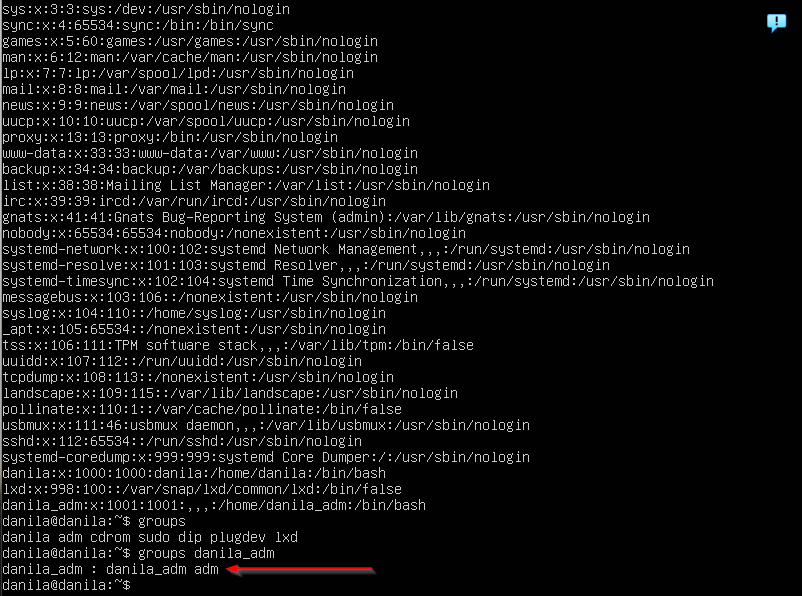 sys:x:3:3:sys:/dev:/usr/sbin/nologin
sync:x:4:65534:sync:/bin:/bin/sync
games:x:5:60:games:/usr/games:/usr/sbin/nologin
man:x:6:12:man:/var/cache/man:/usr/sbin/nologin
lp:x:7:7:lp:/var/spool/lpd:/usr/sbin/nologin
mail:x:8:8:mail:/var/mail:/usr/sbin/nologin
news:x:9:9:news:/var/spool/news:/usr/sbin/nologin
uucp:x:10:10:uucp:/var/spool/uucp:/usr/sbin/nologin
proxy:x:13:13:proxy:/bin:/usr/sbin/nologin
www-data:x:33:33:www-data:/var/www:/usr/sbin/nologin
backup:x:34:34:backup:/var/backups:/usr/sbin/nologin
list:x:38:38:Mailing List Manager:/var/list:/usr/sbin/nologin
irc:x:39:39:ircd:/var/run/ircd:/usr/sbin/nologin
gnats:x:41:41:Gnats Bug-Reporting System (admin):/var/lib/gnats:/usr/sbin/nologin
nobody:x:65534:65534:nobody:/nonexistent:/usr/sbin/nologin
systemd-network:x:100:102:systemd Network Management,,,:/run/systemd:/usr/sbin/nologin
systemd-resolve:x:101:103:systemd Resolver,,,:/run/systemd:/usr/sbin/nologin
systemd-timesync:x:102:104:systemd Time Synchronization,,,:/run/systemd:/usr/sbin/nologin
messagebus:x:103:106::/nonexistent:/usr/sbin/nologin
syslog:x:104:110::/home/syslog:/usr/sbin/nologin
_apt:x:105:65534::/nonexistent:/usr/sbin/nologin
tss:x:106:111:TPM software stack,,,:/var/lib/tpm:/bin/false
uuidd:x:107:112::/run/uuidd:/usr/sbin/nologin
tcpdump:x:108:113::/nonexistent:/usr/sbin/nologin
landscape:x:109:115::/var/lib/landscape:/usr/sbin/nologin
pollinate:x:110:1::/var/cache/pollinate:/bin/false
usbmux:x:111:46:usbmux daemon,,,:/var/lib/usbmux:/usr/sbin/nologin
sshd:x:112:65534::/run/sshd:/usr/sbin/nologin
systemd-coredump:x:999:999:systemd Core Dumper:/:/usr/sbin/nologin
danila:x:1000:1000:danila:/home/danila:/bin/bash
lxd:x:998:100::/var/snap/lxd/common/lxd:/bin/false
danila_adm:x:1001:1001:,,,:/home/danila_adm:/bin/bash
danila@danila:~$ groups
danila adm cdrom sudo dip plugdev lxd
danila@danila:~$ groups danila_adm
danila_adm : danila_adm adm
danila@danila:~$